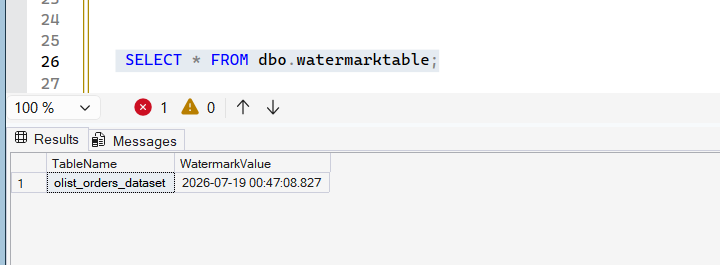 24
25
26 SELECT * FROM dbo.watermarktable;
27
100 % 1 0
Results Messages
TableName WatermarkValue
1 olist_orders_dataset 2026-07-19 00:47:08.827